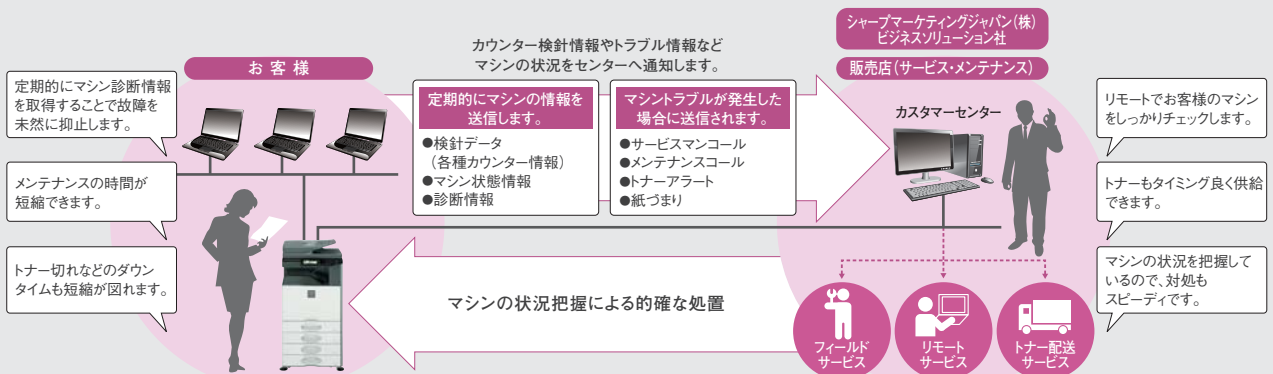 お客様
定期的にマシン診断情報
を取得することで故障を
未然に抑止します。
メンテナンスの時間が
短縮できます。
トナー切れなどのダウン
タイムも短縮が図れます。
カウンター検針情報やトラブル情報など
マシンの状況をセンターへ通知します。
定期的にマシンの情報を
送信します。
●検針データ
（各種カウンター情報）
●マシン状態情報
●診断情報
マシントラブルが発生した
場合に送信されます。
●サービスマンコール
●メンテナンスコール
●トナーアラート
●紙づまり
マシンの状況把握による的確な処置
シャープマーケティングジャパン（株）
ビジネスソリューション社
販売店（サービス・メンテナンス）
カスタマーセンター
リモートでお客様のマシン
をしっかりチェックします。
トナーもタイミング良く供給
できます。
マシンの状況を把握して
いるので、対処も
スピーディです。
フィールド
サービス
リモート
サービス
トナー配送
サービス